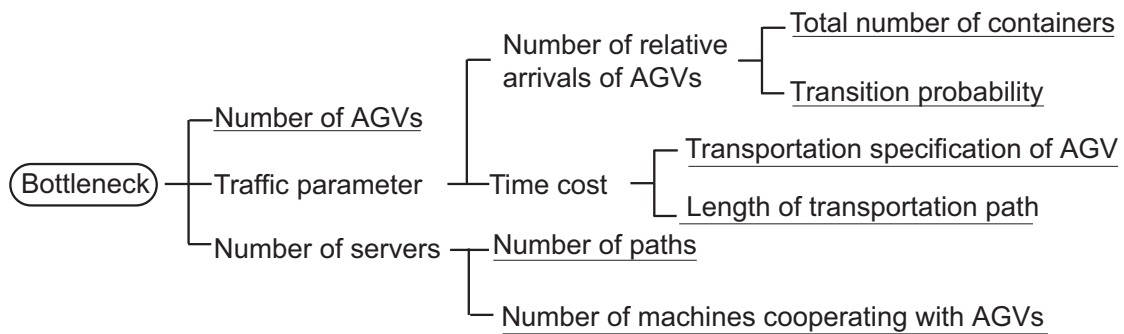 Total number of containers
Number of relative
arrivals of AGVs
Transition probability
Number of AGVs
Transportation specification of AGV
Bottleneck
Traffic parameter
Time cost
Length of transportation path
Number of servers
Number of paths
Number of machines cooperating with AGVs